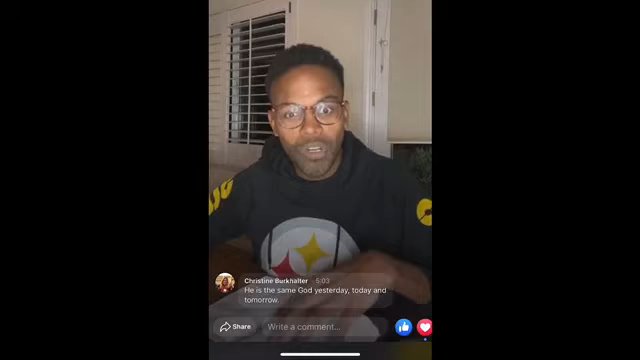 Christine Burkhalter · 5:03
He is the same God yesterday, today and
tomorrow.
Share
Write a comment...